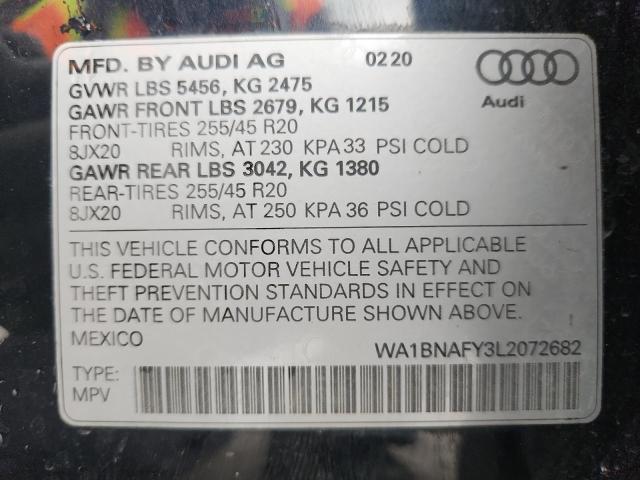 MFD. BY AUDI AG 0220
GVWR LBS 5456, KG 2475
GAWR FRONT LBS 2679, KG 1215
Audi
FRONT-TIRES 255/45 R20
8JX20 RIMS, AT 230 KPA 33 PSI COLD
GAWR REAR LBS 3042, KG 1380
REAR-TIRES 255/45 R20
8JX20 RIMS, AT 250 KPA 36 PSI COLD
THIS VEHICLE CONFORMS TO ALL APPLICABLE
U.S. FEDERAL MOTOR VEHICLE SAFETY AND
THEFT PREVENTION STANDARDS IN EFFECT ON
THE DATE OF MANUFACTURE SHOWN ABOVE.
MEXICO WA1BNAFY3L2072682
TYPE:
MPV